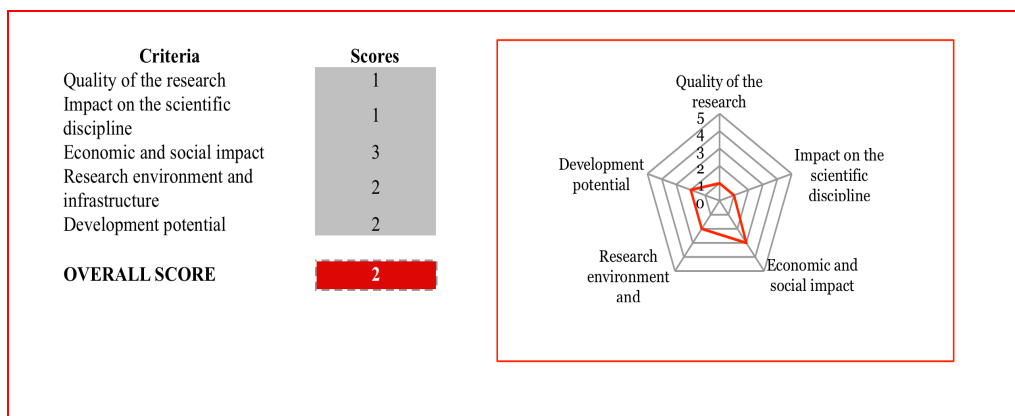 Criteria Scores
Quality of the research 1
Impact on the scientific
discipline 1
Economic and social impact 3
Research environment and
infrastructure 2
Development potential 2
OVERALL SCORE 2
Quality of the
research
5
4
3
2
1
0
Impact on the
scientific
discipline
Economic and
social impact
Research
environment
and
Development
potential